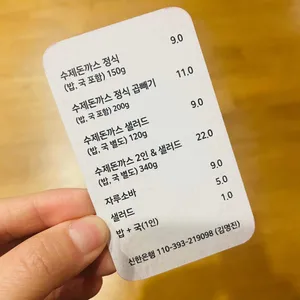 수제돈까스 정식 9.0
(밥, 국 포함) 150g
수제돈까스 정식 곱빼기 11.0
(밥, 국 포함) 200g
수제돈까스 샐러드 9.0
(밥, 국 별도) 120g
수제돈까스 2인 & 샐러드 22.0
(밥, 국 별도) 340g
자루소바 9.0
샐러드 5.0
밥 + 국(1인) 1.0
신한은행 110-393-219098 (김영진)